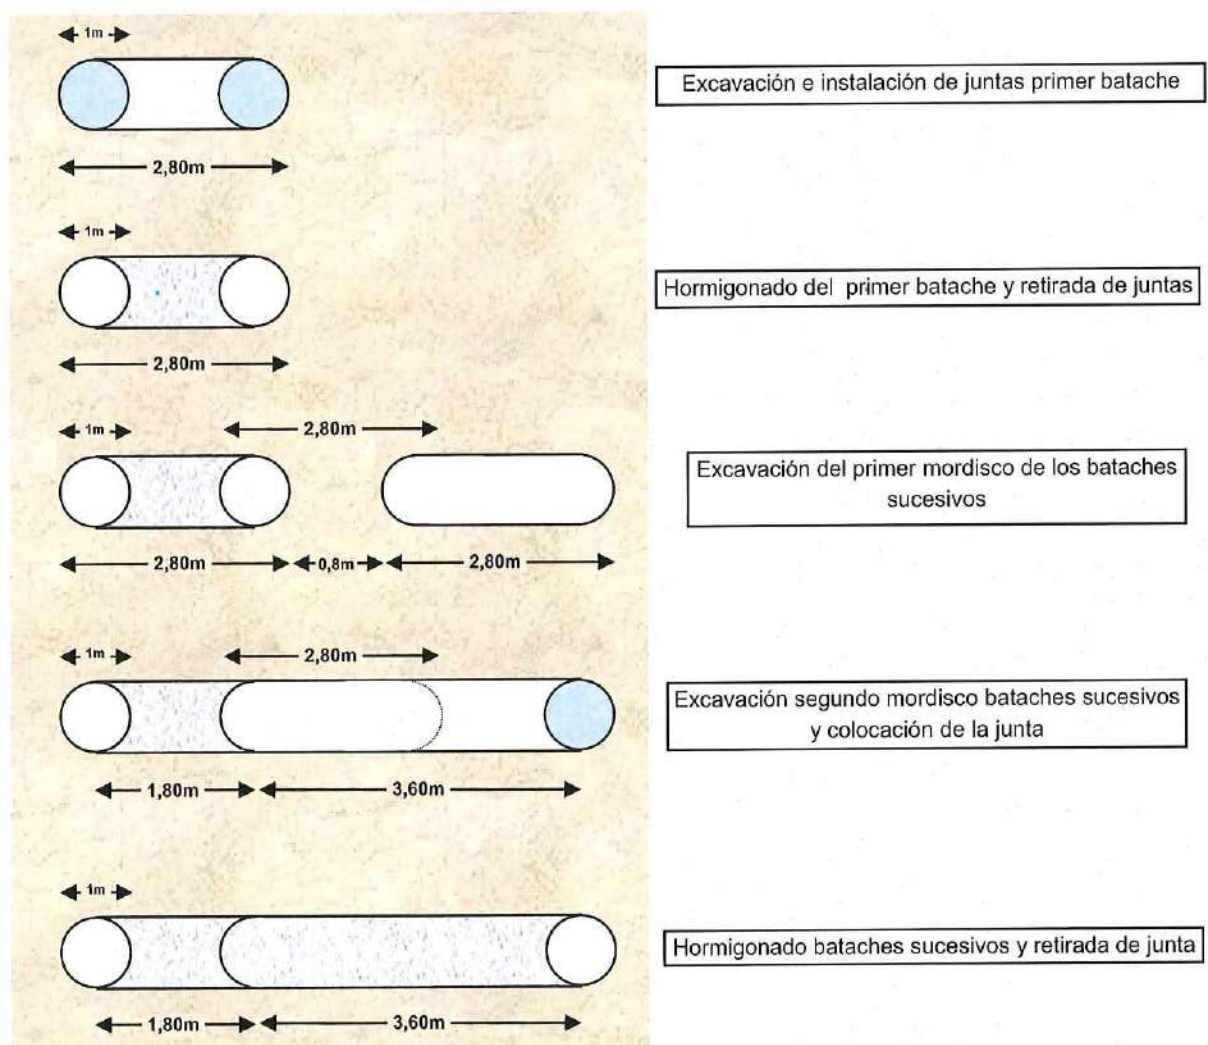 1m
Excavación e instalación de juntas primer batache
2,80m
1m
Hormigonado del primer batache y retirada de juntas
2,80m
1m
2,80m
Excavación del primer mordisco de los bataches
sucesivos
2,80m
0,8m
2,80m
1m
2,80m
Excavación segundo mordisco bataches sucesivos
y colocación de la junta
1,80m
3,60m
1m
Hormigonado bataches sucesivos y retirada de junta
1,80m
3,60m